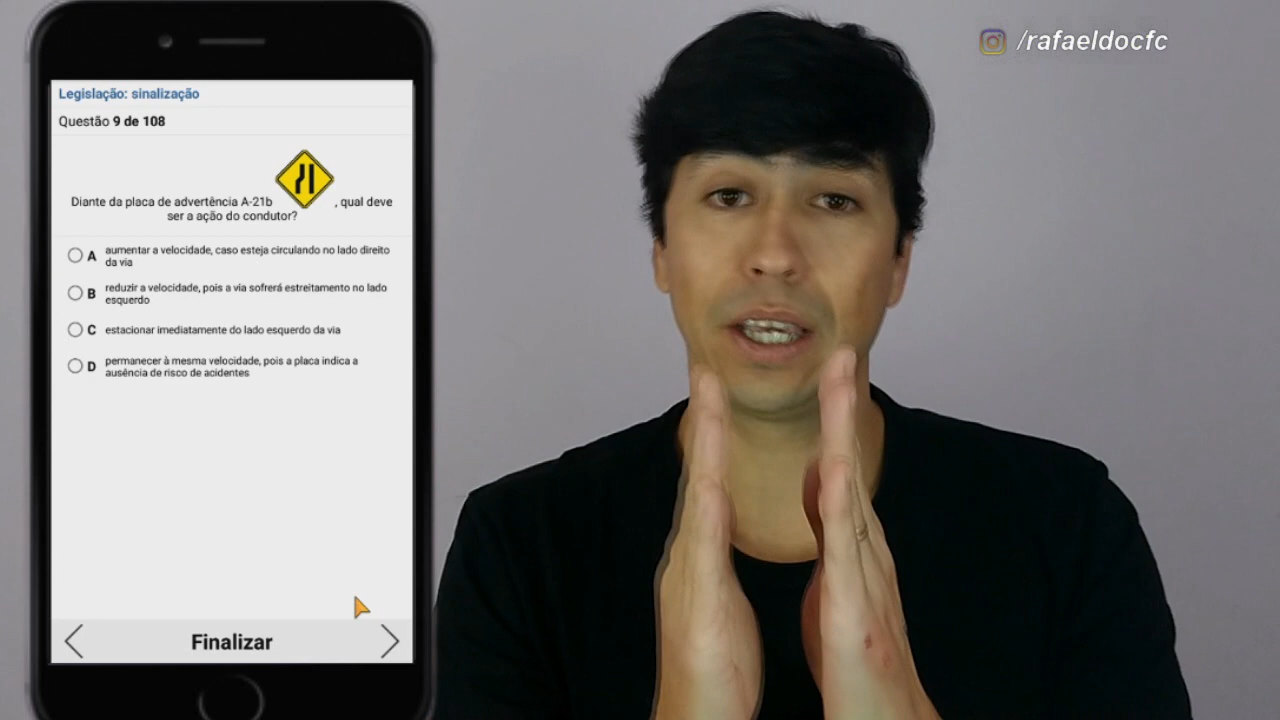 /rafaeldocfc
Legislação: sinalização
Questão 9 de 108
Diante da placa de advertência A-21b , qual deve
ser a ação do condutor?
A aumentar a velocidade, caso esteja circulando no lado direito
da via
B reduzir a velocidade, pois a via sofrerá estreitamento no lado
esquerdo
C estacionar imediatamente do lado esquerdo da via
D permanecer à mesma velocidade, pois a placa indica a
ausência de risco de acidentes
Finalizar